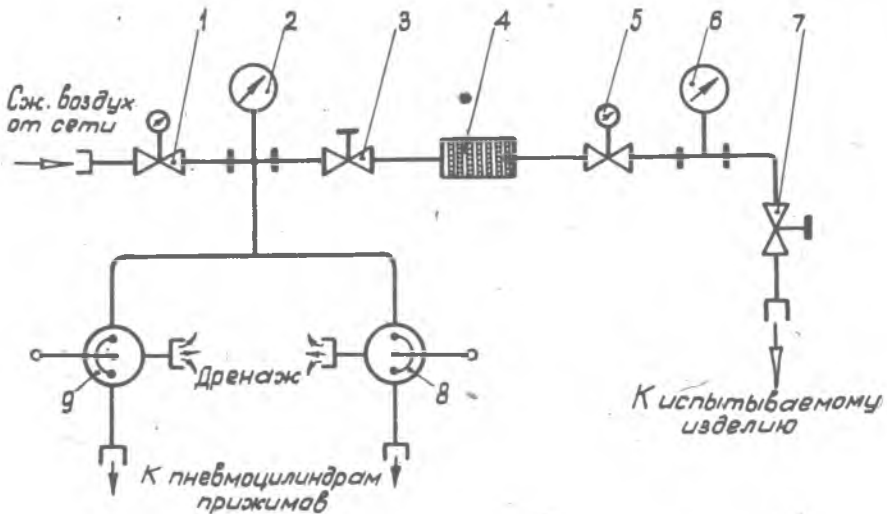 1 2 3 4 5 6 7
Сж. воздух
от сети
9
Дренаж
8
К испытываемому
изделию
К пневмоцилиндрам
прижимов